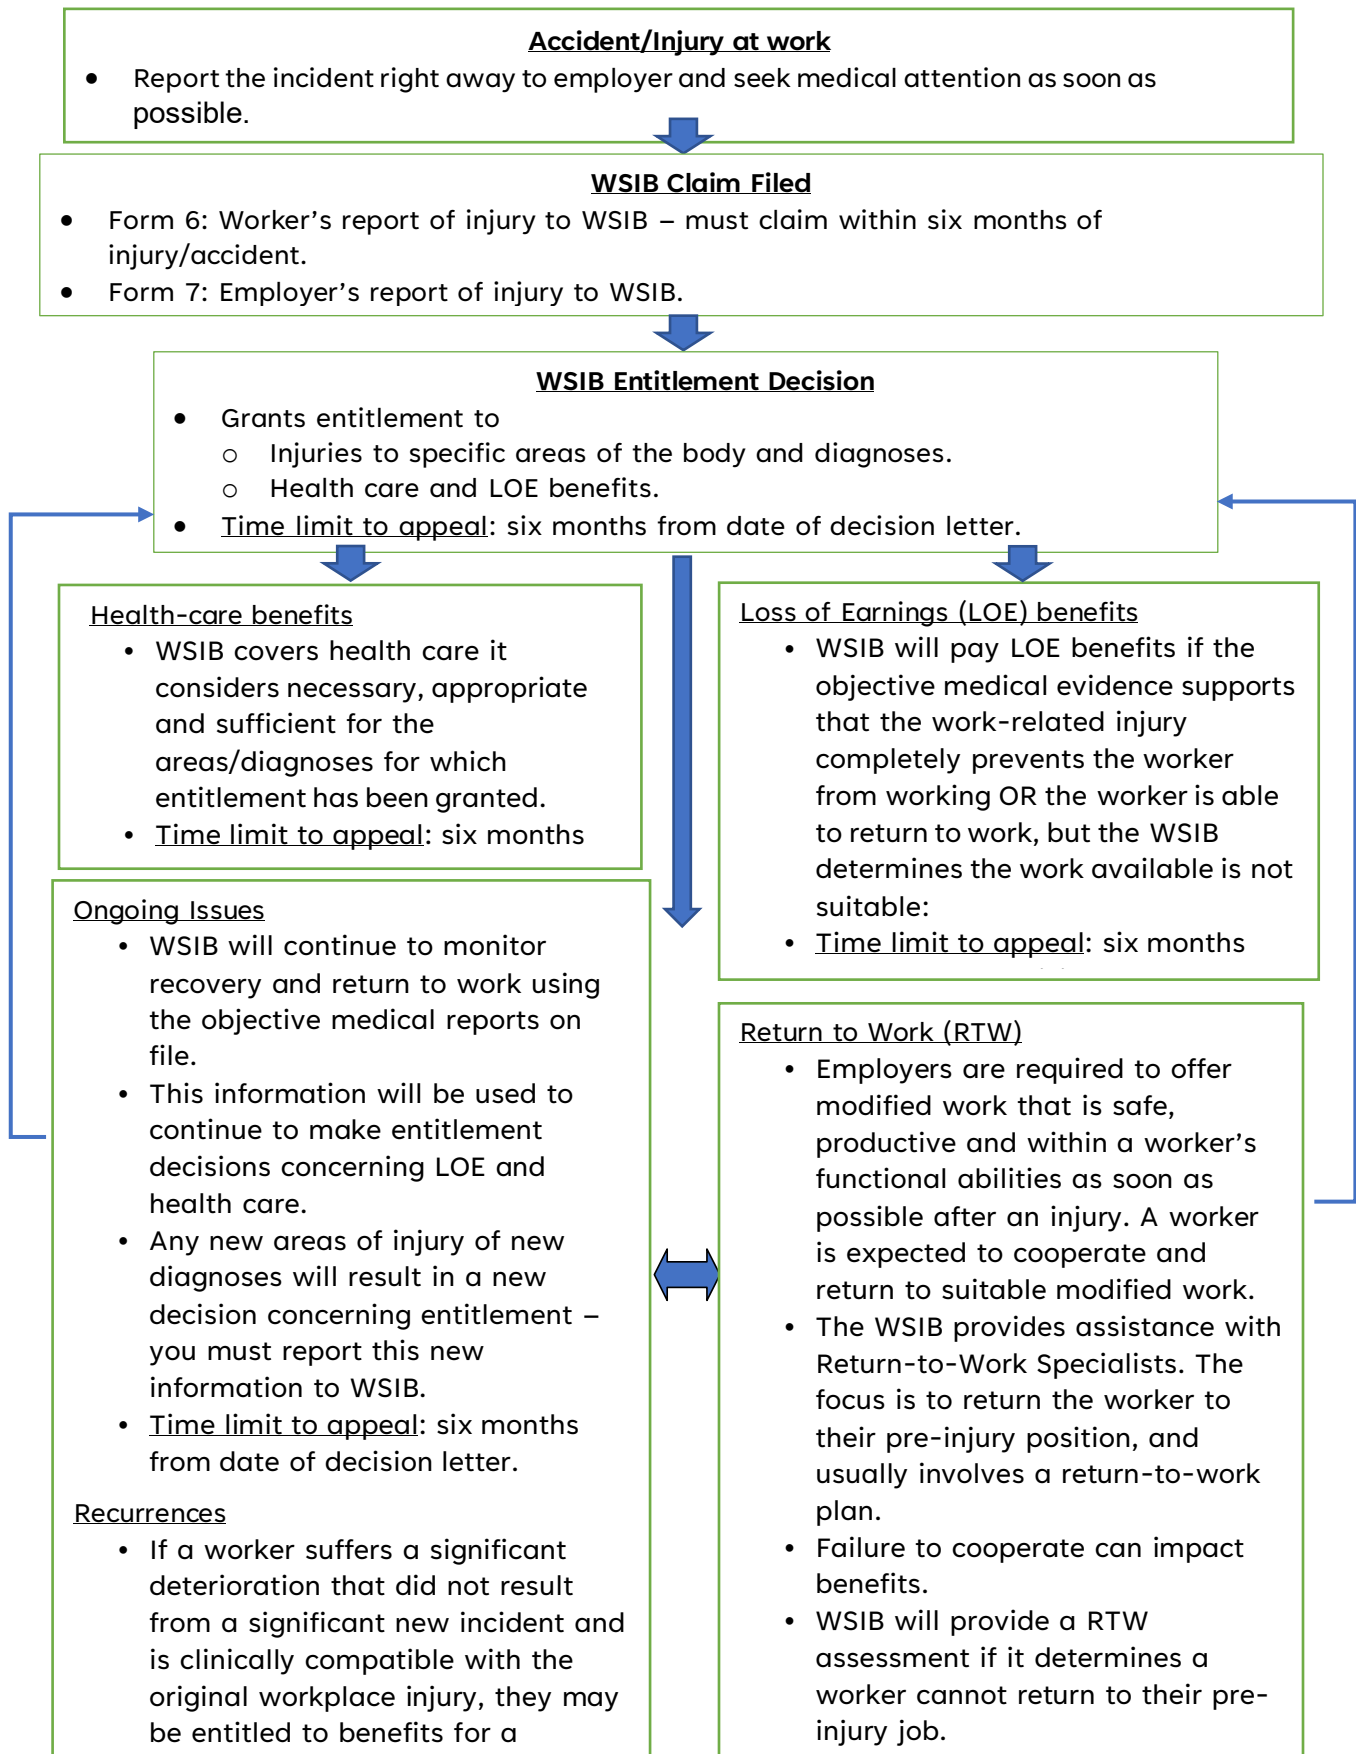 Accident/Injury at work
• Report the incident right away to employer and seek medical attention as soon as
possible.
WSIB Claim Filed
• Form 6: Worker’s report of injury to WSIB – must claim within six months of
injury/accident.
• Form 7: Employer’s report of injury to WSIB.
WSIB Entitlement Decision
• Grants entitlement to
o Injuries to specific areas of the body and diagnoses.
o Health care and LOE benefits.
• Time limit to appeal: six months from date of decision letter.
Health-care benefits
• WSIB covers health care it
considers necessary, appropriate
and sufficient for the
areas/diagnoses for which
entitlement has been granted.
• Time limit to appeal: six months
Loss of Earnings (LOE) benefits
• WSIB will pay LOE benefits if the
objective medical evidence supports
that the work-related injury
completely prevents the worker
from working OR the worker is able
to return to work, but the WSIB
determines the work available is not
suitable:
• Time limit to appeal: six months
Ongoing Issues
• WSIB will continue to monitor
recovery and return to work using
the objective medical reports on
file.
• This information will be used to
continue to make entitlement
decisions concerning LOE and
health care.
• Any new areas of injury of new
diagnoses will result in a new
decision concerning entitlement –
you must report this new
information to WSIB.
• Time limit to appeal: six months
from date of decision letter.
Recurrences
• If a worker suffers a significant
deterioration that did not result
from a significant new incident and
is clinically compatible with the
original workplace injury, they may
be entitled to benefits for a
Return to Work (RTW)
• Employers are required to offer
modified work that is safe,
productive and within a worker’s
functional abilities as soon as
possible after an injury. A worker
is expected to cooperate and
return to suitable modified work.
• The WSIB provides assistance with
Return-to-Work Specialists. The
focus is to return the worker to
their pre-injury position, and
usually involves a return-to-work
plan.
• Failure to cooperate can impact
benefits.
• WSIB will provide a RTW
assessment if it determines a
worker cannot return to their pre-
injury job.